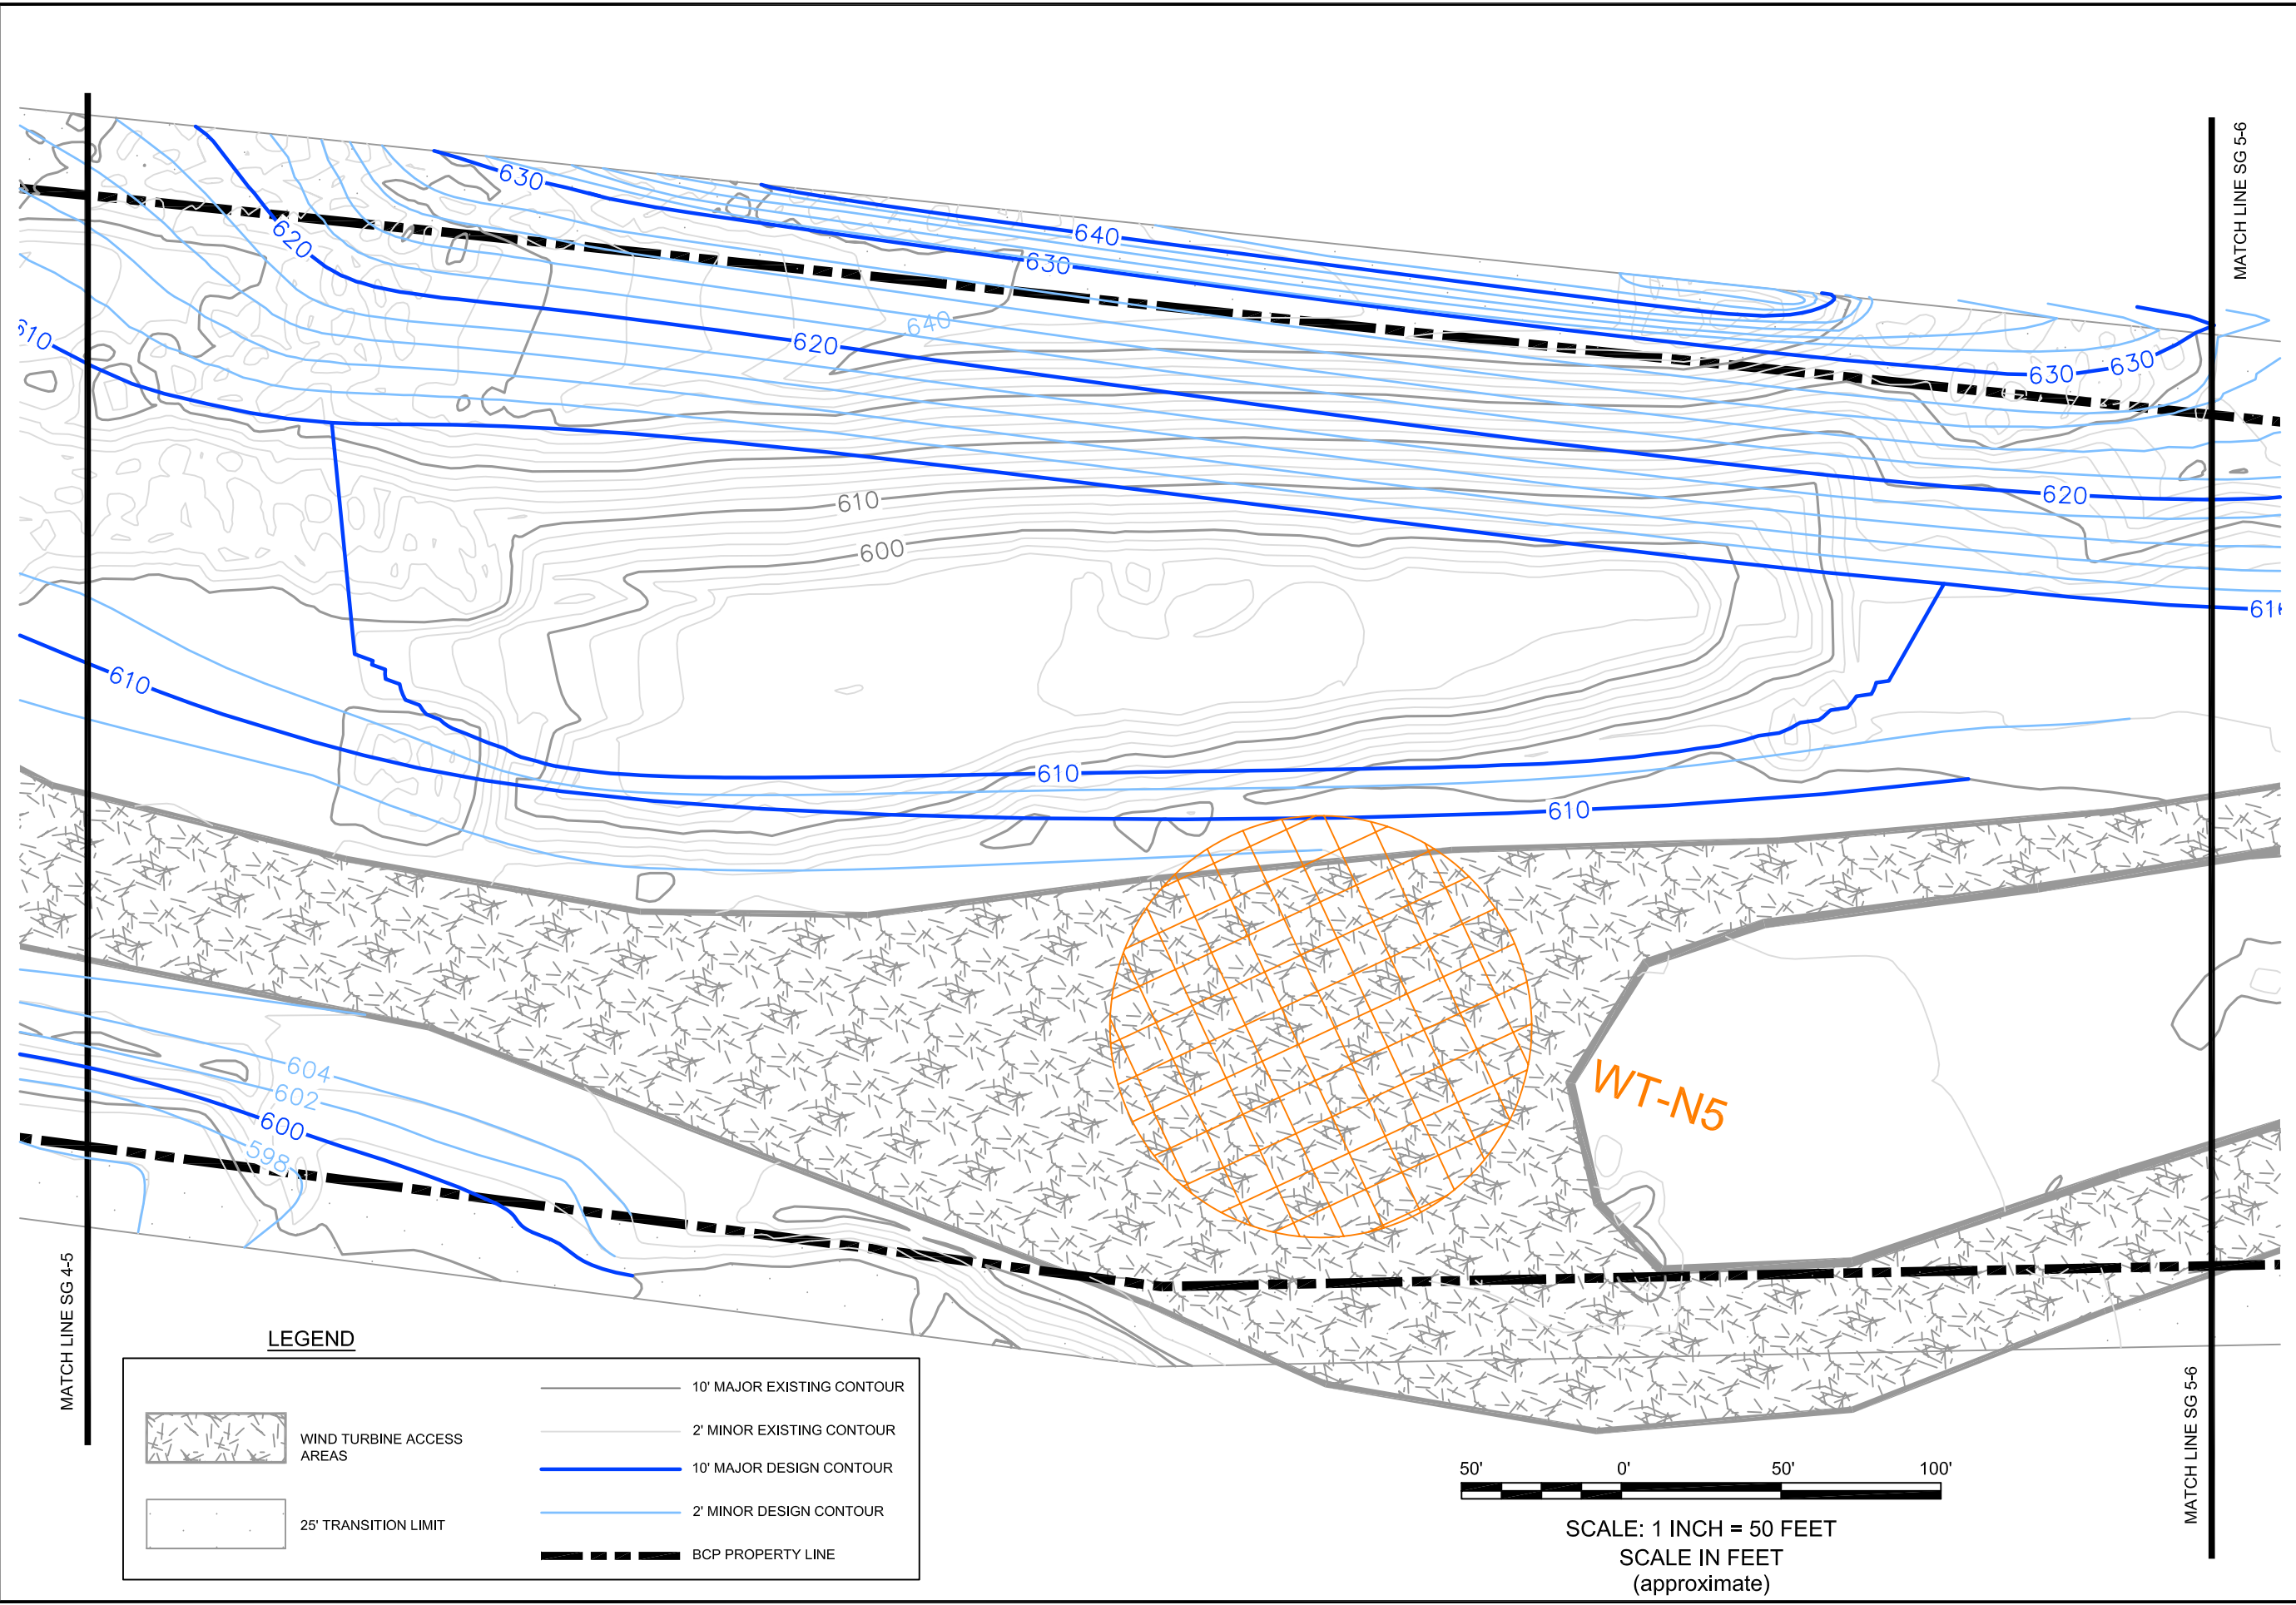 MATCH LINE SG 5-6
630
640
620
630
640
610
620
630
630
610
620
600
616
610
610
610
604
602
600
598
WT-N5
MATCH LINE SG 4-5
MATCH LINE SG 5-6
LEGEND
WIND TURBINE ACCESS
AREAS
25' TRANSITION LIMIT
10' MAJOR EXISTING CONTOUR
2' MINOR EXISTING CONTOUR
10' MAJOR DESIGN CONTOUR
2' MINOR DESIGN CONTOUR
BCP PROPERTY LINE
50' 0' 50' 100'
SCALE: 1 INCH = 50 FEET
SCALE IN FEET
(approximate)